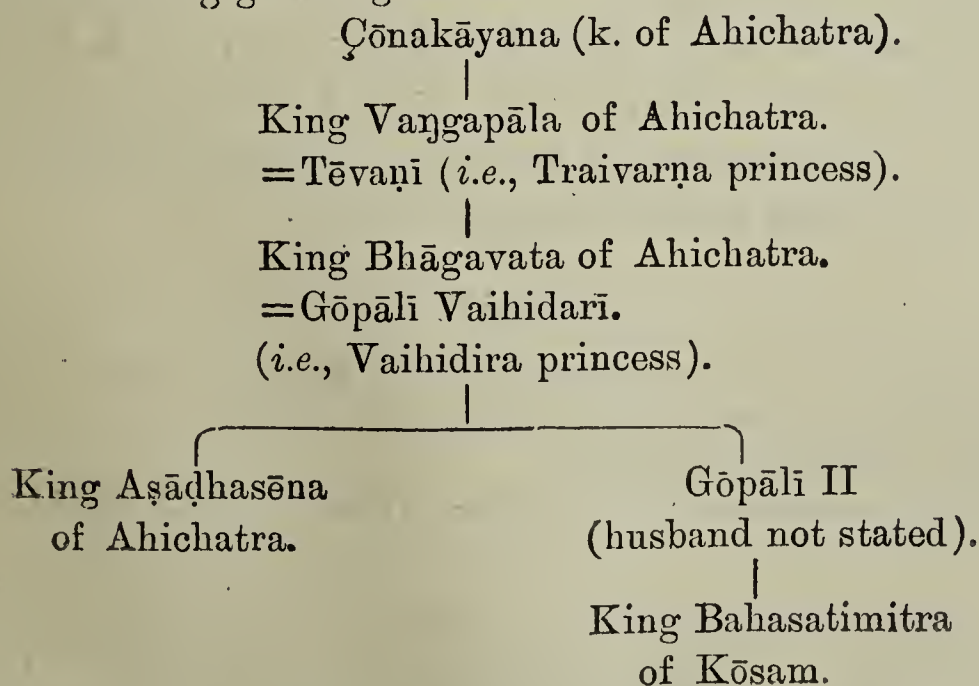 Çōnakāyana (k. of Ahichatra).
King Vaŋgapāla of Ahichatra.
=Tēvaṇī (i.e., Traivarṇa princess).
King Bhāgavata of Ahichatra.
=Gōpālī Vaihidarī.
(i.e., Vaihidira princess).
King Aṣāḍhasēna
of Ahichatra.
Gōpālī II
(husband not stated).
King Bahasatimitra
of Kōsam.